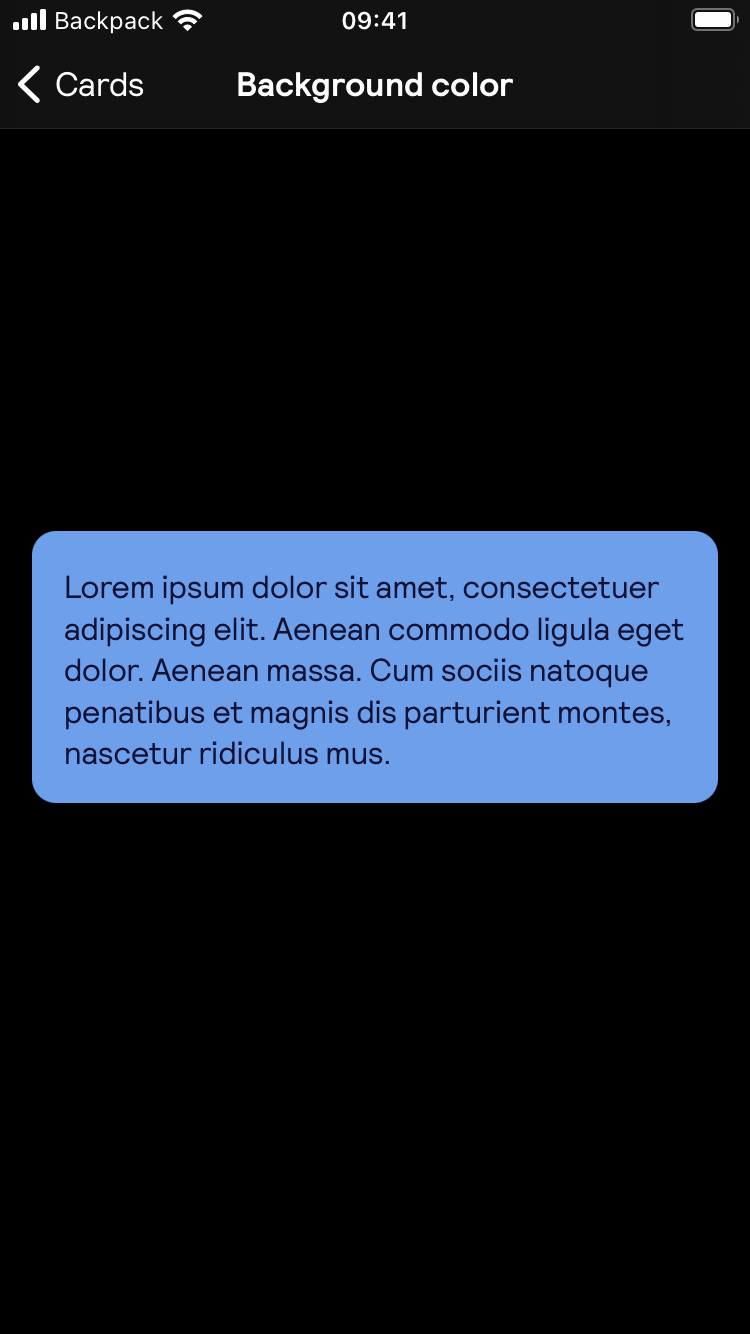 Backpack 09:41
Cards Background color
Lorem ipsum dolor sit amet, consectetuer
adipiscing elit. Aenean commodo ligula eget
dolor. Aenean massa. Cum sociis natoque
penatibus et magnis dis parturient montes,
nascetur ridiculus mus.